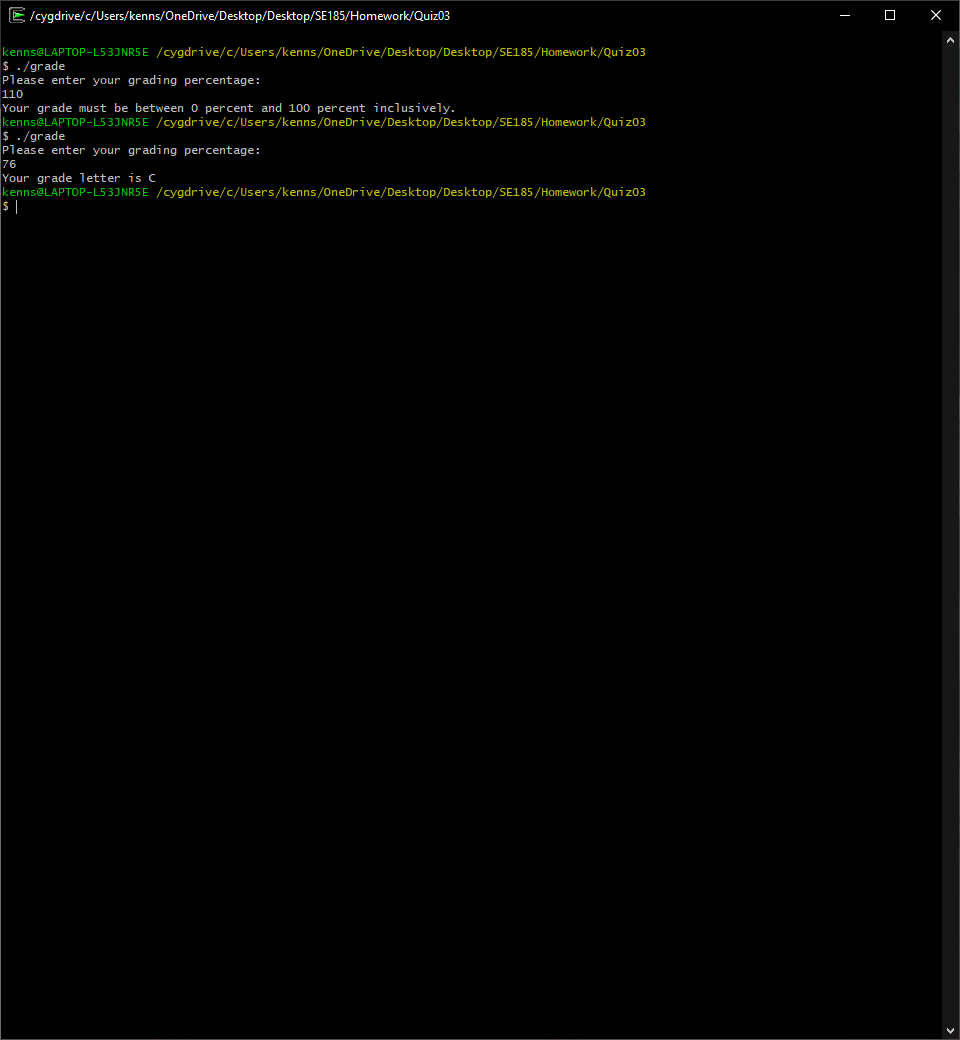 /cygdrive/c/Users/kenns/OneDrive/Desktop/Desktop/SE185/Homework/Quiz03
kenns@LAPTOP-L53JNR5E /cygdrive/c/Users/kenns/OneDrive/Desktop/Desktop/SE185/Homework/Quiz03
$ ./grade
Please enter your grading percentage:
110
Your grade must be between 0 percent and 100 percent inclusively.
kenns@LAPTOP-L53JNR5E /cygdrive/c/Users/kenns/OneDrive/Desktop/Desktop/SE185/Homework/Quiz03
$ ./grade
Please enter your grading percentage:
76
Your grade letter is C
kenns@LAPTOP-L53JNR5E /cygdrive/c/Users/kenns/OneDrive/Desktop/Desktop/SE185/Homework/Quiz03
$